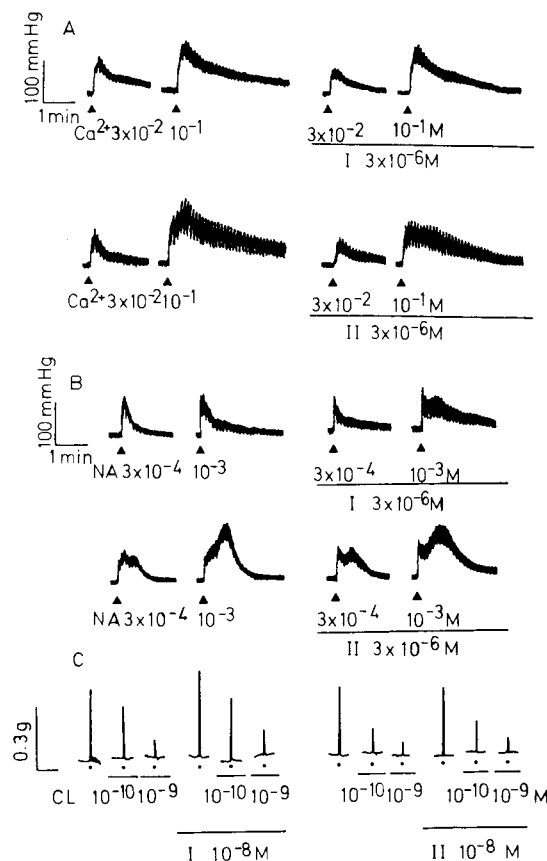 A
100 mmHg
1 min
Ca²⁺ 3x10⁻² 10⁻¹
3x10⁻² 10⁻¹ M
I 3x10⁻⁶M
Ca²⁺ 3x10⁻² 10⁻¹
3x10⁻² 10⁻¹ M
II 3x10⁻⁶M
B
100 mmHg
1 min
NA 3x10⁻⁴ 10⁻³
3x10⁻⁴ 10⁻³ M
I 3x10⁻⁶M
NA 3x10⁻⁴ 10⁻³
3x10⁻⁴ 10⁻³ M
II 3x10⁻⁶ M
C
0.3g
CL 10⁻¹⁰ 10⁻⁹ 10⁻¹⁰ 10⁻⁹ 10⁻¹⁰ 10⁻⁹ 10⁻¹⁰ 10⁻⁹ M
I 10⁻⁸ M II 10⁻⁸ M